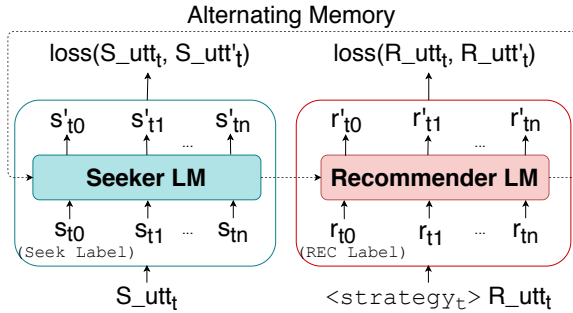 Alternating Memory
loss(S_utt_t, S_utt'_t) loss(R_utt_t, R_utt'_t)
s'_t0 s'_t1 ... s'_tn r'_t0 r'_t1 ... r'_tn
Seeker LM Recommender LM
s_t0 s_t1 ... s_tn r_t0 r_t1 ... r_tn
(Seek Label) (REC Label)
S_utt_t <strategy_t> R_utt_t